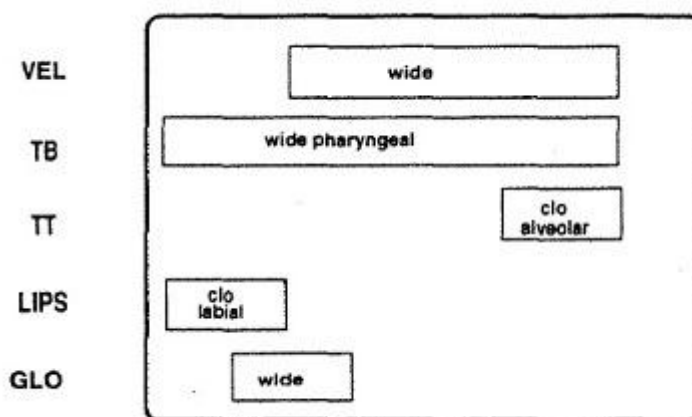 VEL
wide
TB
wide pharyngeal
TT
clo
alveolar
LIPS
clo
labial
GLO
wide